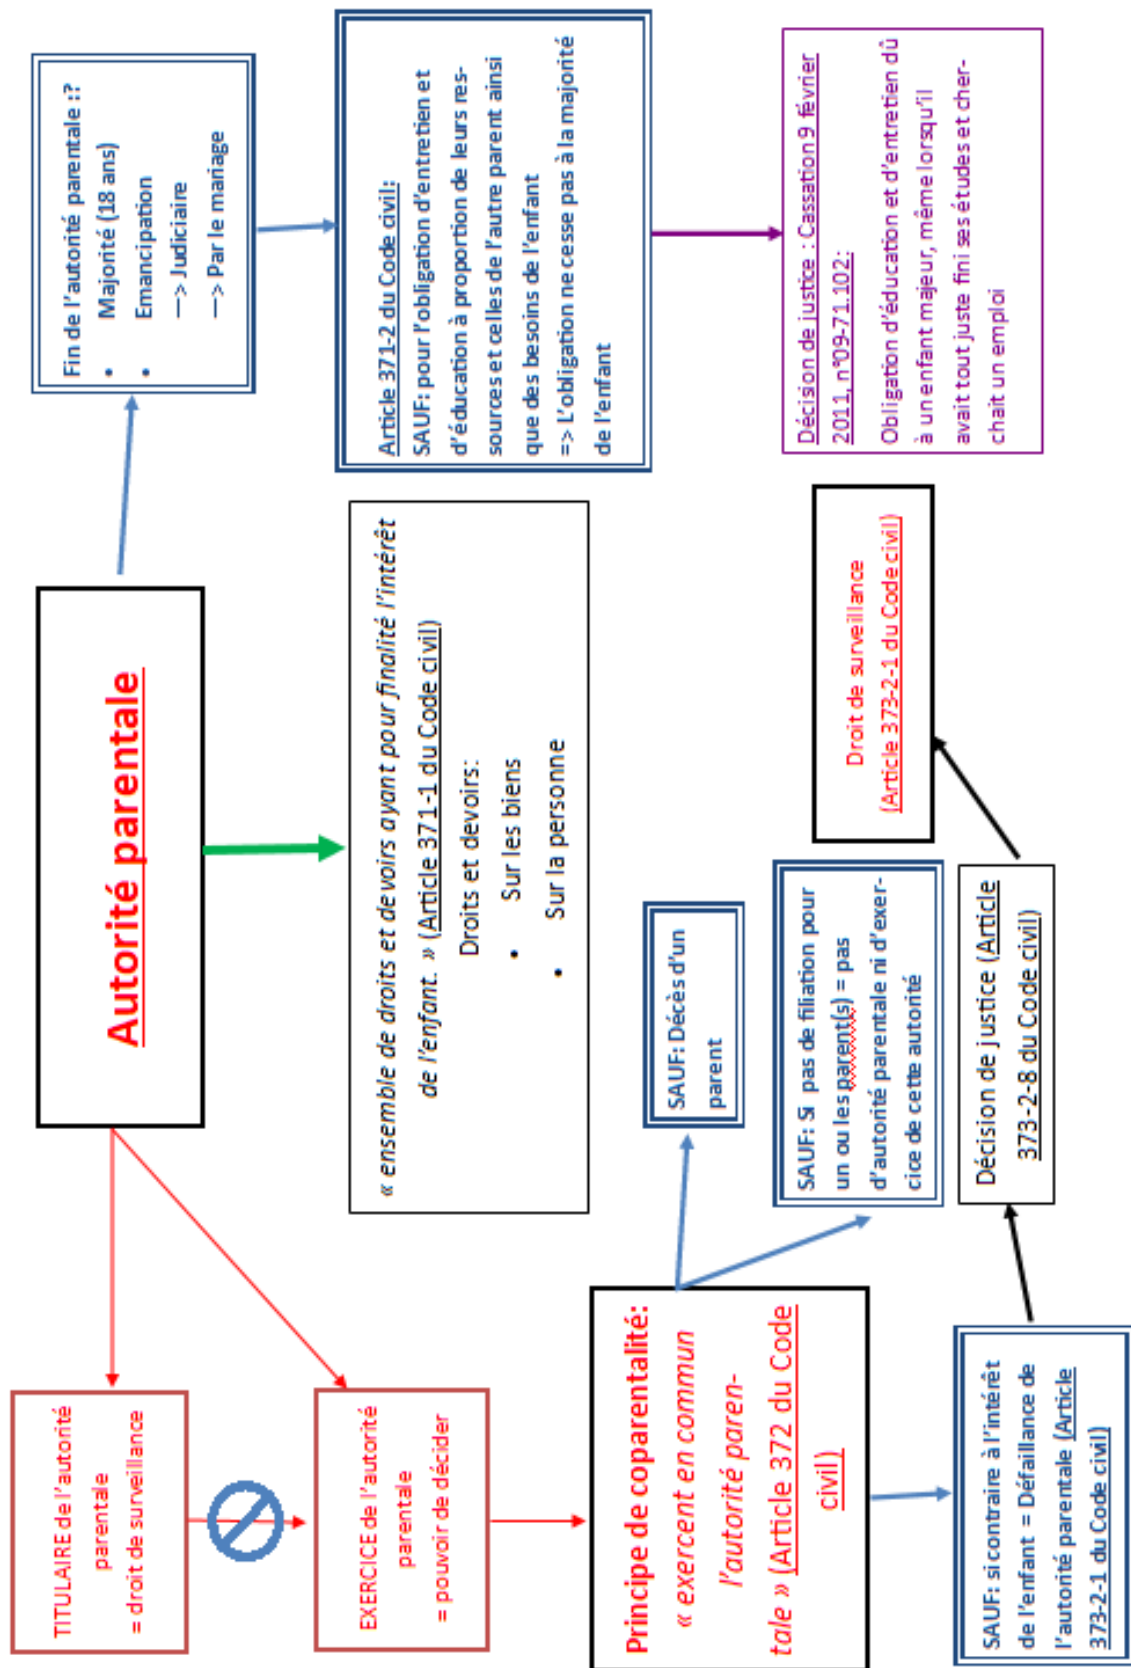 Autorité parentale
TITULAIRE de l'autorité
parentale
= droit de surveillance
EXERCICE de l'autorité
parentale
= pouvoir de décider
Fin de l'autorité parentale :?
• Majorité (18 ans)
• Emancipation
—> Judiciaire
—> Par le mariage
« ensemble de droits et devoirs ayant pour finalité l'intérêt
de l'enfant. » (Article 371-1 du Code civil)
Droits et devoirs:
• Sur les biens
• Sur la personne
Article 371-2 du Code civil:
SAUF: pour l'obligation d'entretien et
d'éducation à proportion de leurs res-
sources et celles de l'autre parent ainsi
que des besoins de l'enfant
=> L'obligation ne cesse pas à la majorité
de l'enfant
Principe de coparentalité:
« exercent en commun
l'autorité paren-
tale » (Article 372 du Code
civil)
SAUF: Décès d'un
parent
SAUF: Si pas de filiation pour
un ou les parent(s) = pas
d'autorité parentale ni d'exer-
cice de cette autorité
Décision de justice : Cassation 9 février
2011, n°09-71.102:
Obligation d'éducation et d'entretien dû
à un enfant majeur, même lorsqu'il
avait tout juste fini ses études et cher-
chait un emploi
SAUF: si contraire à l'intérêt
de l'enfant = Défaillance de
l'autorité parentale (Article
373-2-1 du Code civil)
Décision de justice (Article
373-2-8 du Code civil)
Droit de surveillance
(Article 373-2-1 du Code civil)